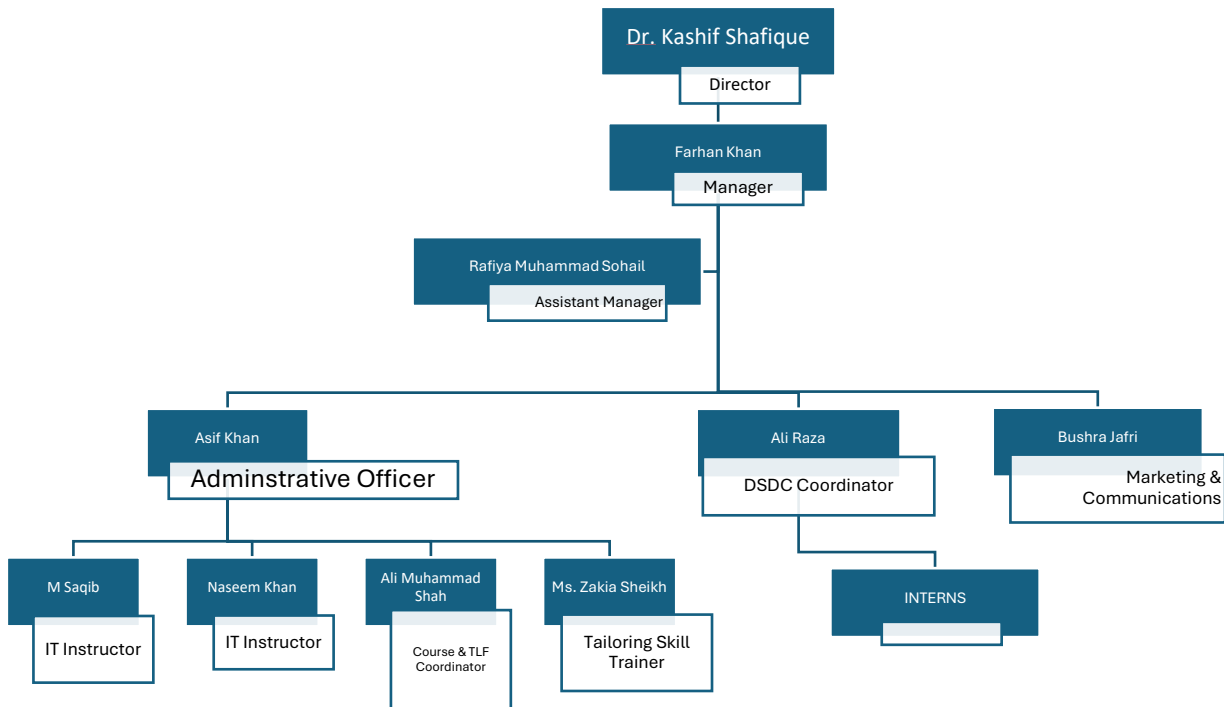 Dr. Kashif Shafique
Director
Farhan Khan
Manager
Rafiya Muhammad Sohail
Assistant Manager
Asif Khan
Adminstrative Officer
Ali Raza
DSDC Coordinator
Bushra Jafri
Marketing &
Communications
M Saqib
IT Instructor
Naseem Khan
IT Instructor
Ali Muhammad
Shah
Course & TLF
Coordinator
Ms. Zakia Sheikh
Tailoring Skill
Trainer
INTERNS